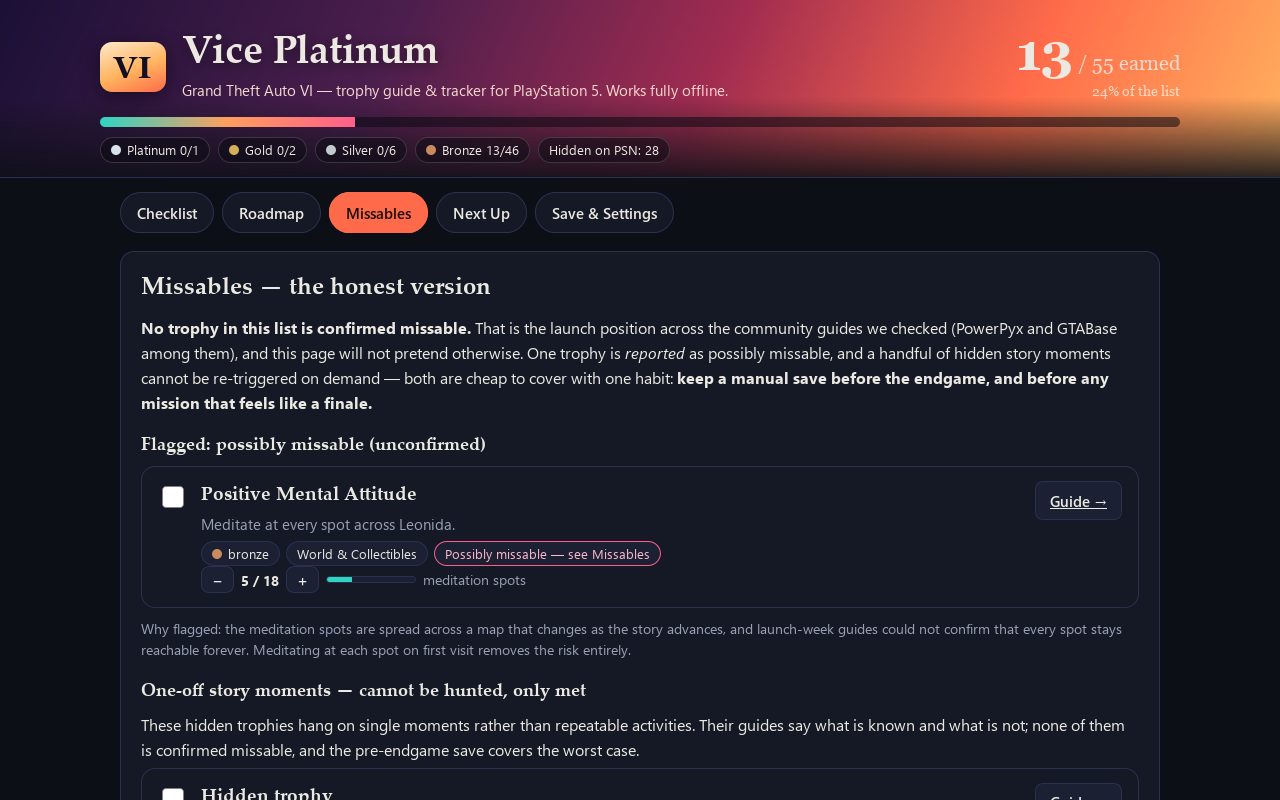 VI
Vice Platinum
Grand Theft Auto VI — trophy guide & tracker for PlayStation 5. Works fully offline.
13 / 55 earned
24% of the list
Platinum 0/1
Gold 0/2
Silver 0/6
Bronze 13/46
Hidden on PSN: 28
Checklist
Roadmap
Missables
Next Up
Save & Settings
Missables — the honest version
No trophy in this list is confirmed missable. That is the launch position across the community guides we checked (PowerPyx and GTABase
among them), and this page will not pretend otherwise. One trophy is reported as possibly missable, and a handful of hidden story moments
cannot be re-triggered on demand — both are cheap to cover with one habit: keep a manual save before the endgame, and before any
mission that feels like a finale.
Flagged: possibly missable (unconfirmed)
Positive Mental Attitude
Guide →
Meditate at every spot across Leonida.
bronze
World & Collectibles
Possibly missable — see Missables
− 5 / 18 + meditation spots
Why flagged: the meditation spots are spread across a map that changes as the story advances, and launch-week guides could not confirm that every spot stays
reachable forever. Meditating at each spot on first visit removes the risk entirely.
One-off story moments — cannot be hunted, only met
These hidden trophies hang on single moments rather than repeatable activities. Their guides say what is known and what is not; none of them
is confirmed missable, and the pre-endgame save covers the worst case.
Hidden trophy
Guide →